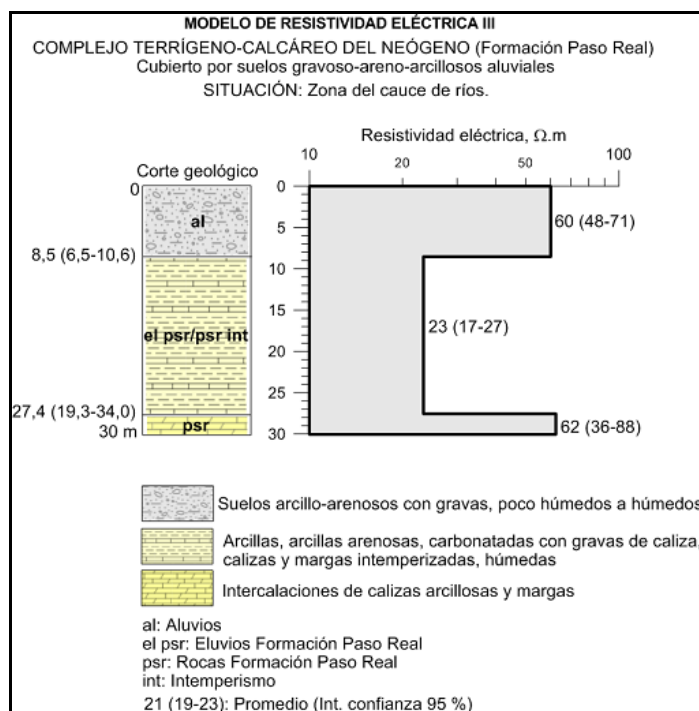 MODELO DE RESISTIVIDAD ELÉCTRICA III
COMPLEJO TERRÍGENO-CALCÁREO DEL NEÓGENO (Formación Paso Real)
Cubierto por suelos gravoso-areno-arcillosos aluviales
SITUACIÓN: Zona del cauce de ríos.
Resistividad eléctrica, Ω.m
10 20 50 100
Corte geológico
0
8,5 (6,5-10,6)
27,4 (19,3-34,0)
30 m
al
el psr/psr int
psr
0
5
10
15
20
25
30
60 (48-71)
23 (17-27)
62 (36-88)
Suelos arcillo-arenosos con gravas, poco húmedos a húmedos
Arcillas, arcillas arenosas, carbonatadas con gravas de caliza,
calizas y margas intemperizadas, húmedas
Intercalaciones de calizas arcillosas y margas
al: Aluvios
el psr: Eluvios Formación Paso Real
psr: Rocas Formación Paso Real
int: Intemperismo
21 (19-23): Promedio (Int. confianza 95 %)